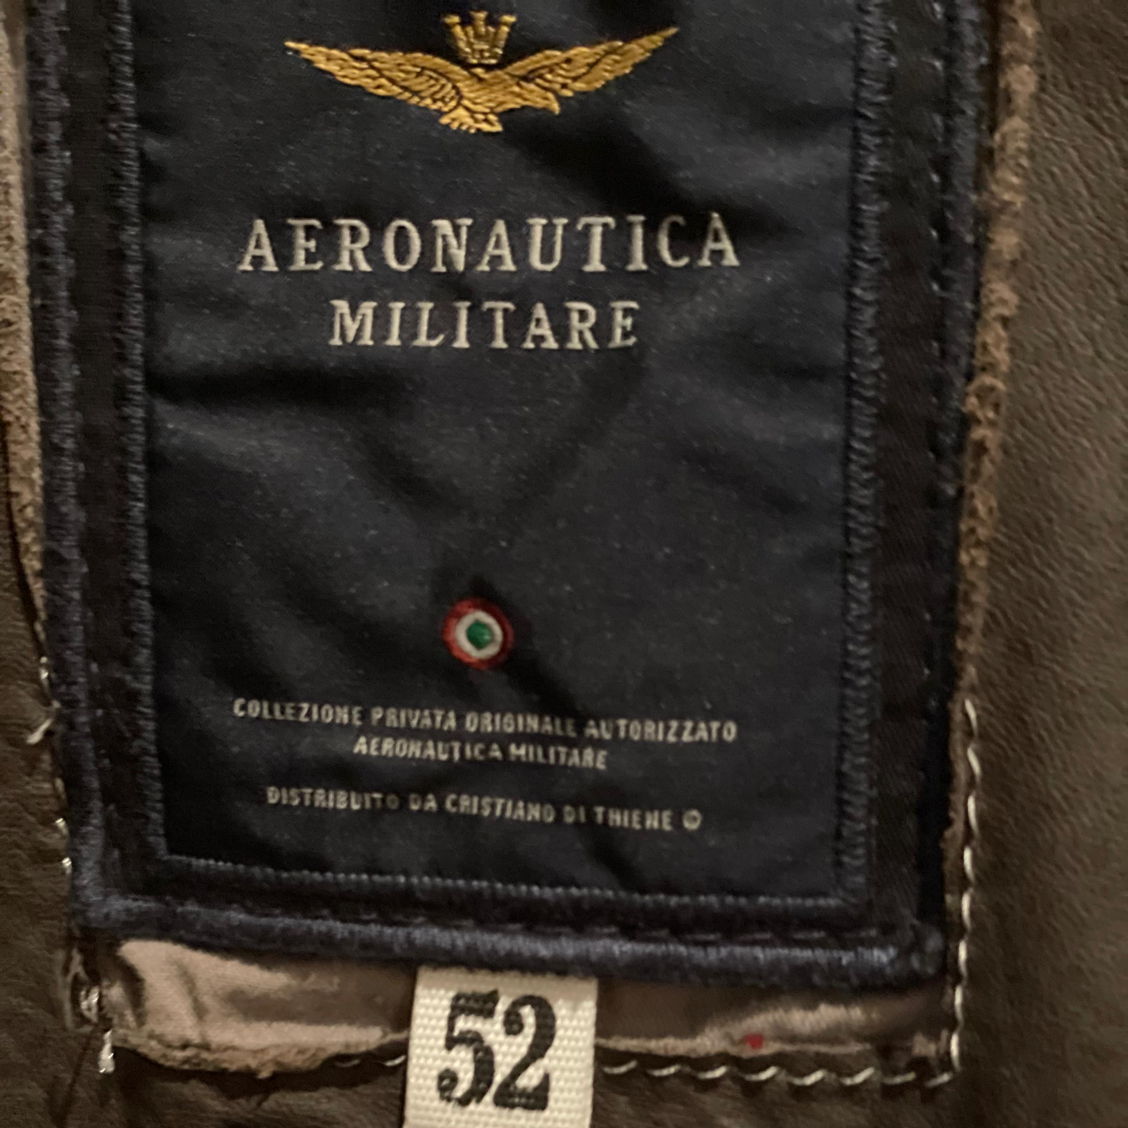 AERONAUTICA
MILITARE
COLLEZIONE PRIVATA ORIGINALE AUTORIZZATO
AERONAUTICA MILITARE
DISTRIBUITO DA CRISTIANO DI THIENE ©
52